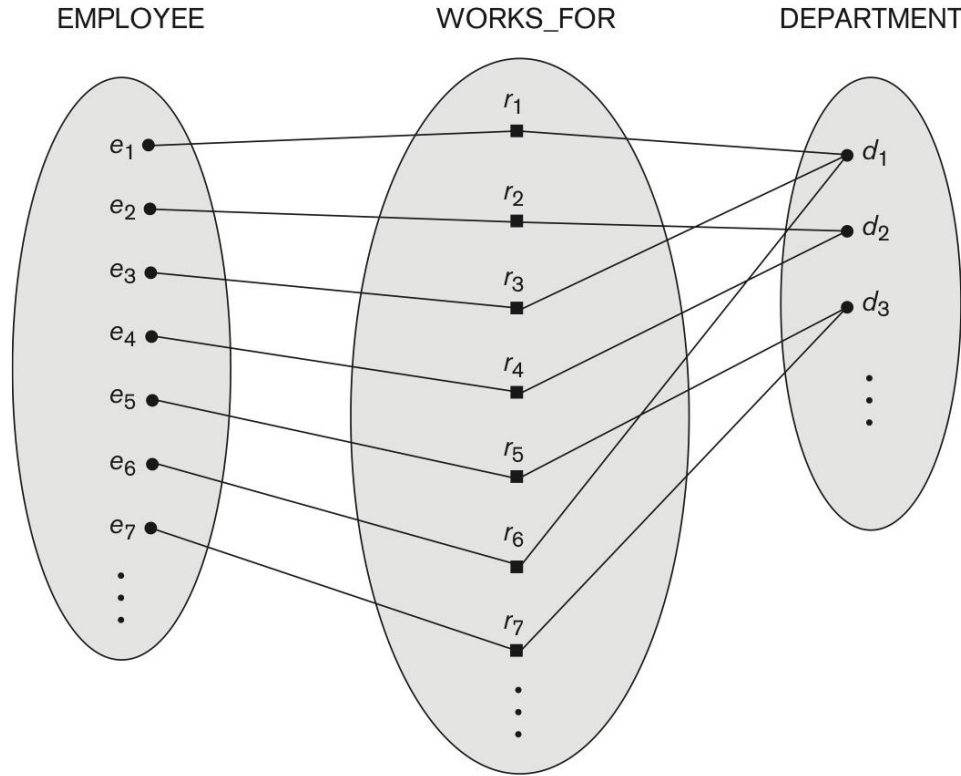 EMPLOYEE WORKS_FOR DEPARTMENT
e1
e2
e3
e4
e5
e6
e7
r1
r2
r3
r4
r5
r6
r7
d1
d2
d3